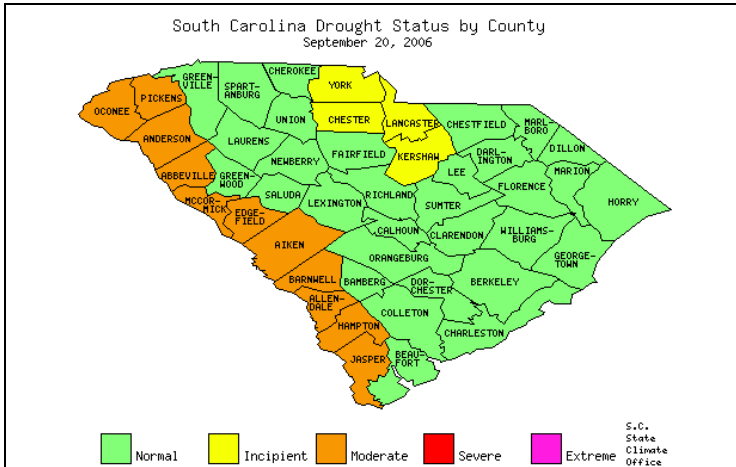 South Carolina Drought Status by County
September 20, 2006
CHEROKEE
GREEN-
VILLE
SPART-
ANBURG
YORK
PICKENS
OCONEE
UNION
CHESTER
LANCASTER
CHESTFIELD
MARL-
BORO
ANDERSON
LAURENS
DILLON
NEWBERRY
FAIRFIELD
KERSHAW
DARL-
INGTON
ABBEVILLE
GREEN-
WOOD
LEE
MARION
FLORENCE
SALUDA
RICHLAND
HORRY
MCCOR-
MICK
EDGE-
FIELD
LEXINGTON
SUMTER
CALHOUN
CLARENDON
WILLIAMS-
BURG
AIKEN
ORANGEBURG
GEORGE-
TOWN
BARNWELL
BAMBERG
DOR-
CHESTER
BERKELEY
ALLEN-
DALE
COLLETON
HAMPTON
CHARLESTON
JASPER
BEAU-
FORT
Normal
Incipient
Moderate
Severe
Extreme
S.C.
State
Climate
Office